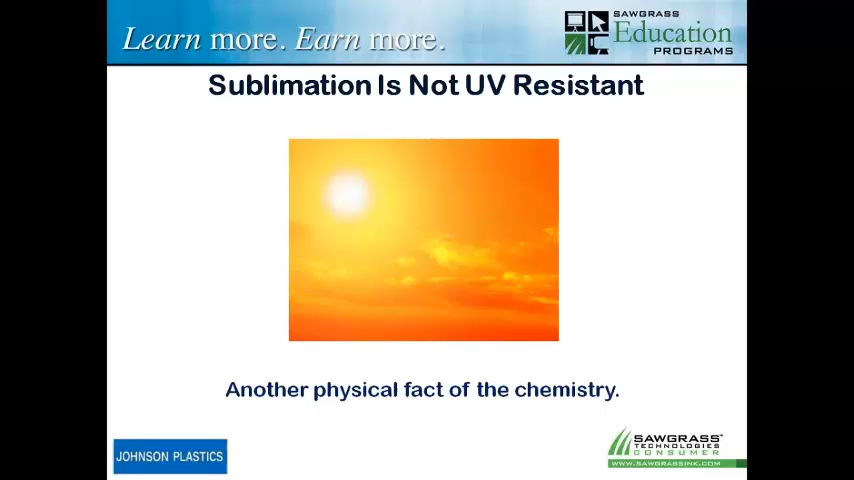 Learn more. Earn more.
SAWGRASS
Education
PROGRAMS
Sublimation Is Not UV Resistant
Another physical fact of the chemistry.
JOHNSON PLASTICS
SAWGRASS™
TECHNOLOGIES
CONSUMER
WWW.SAWGRASSINK.COM